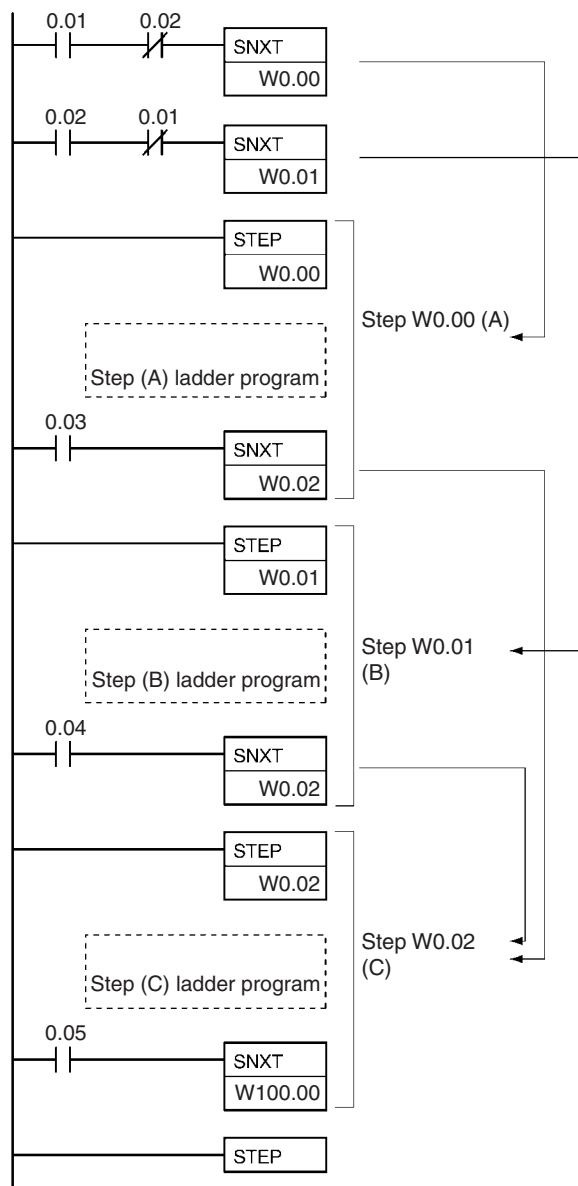 0.01 0.02
SNXT
W0.00
0.02 0.01
SNXT
W0.01
STEP
W0.00
Step W0.00 (A)
Step (A) ladder program
0.03
SNXT
W0.02
STEP
W0.01
Step W0.01
(B)
Step (B) ladder program
0.04
SNXT
W0.02
STEP
W0.02
Step W0.02
(C)
Step (C) ladder program
0.05
SNXT
W100.00
STEP